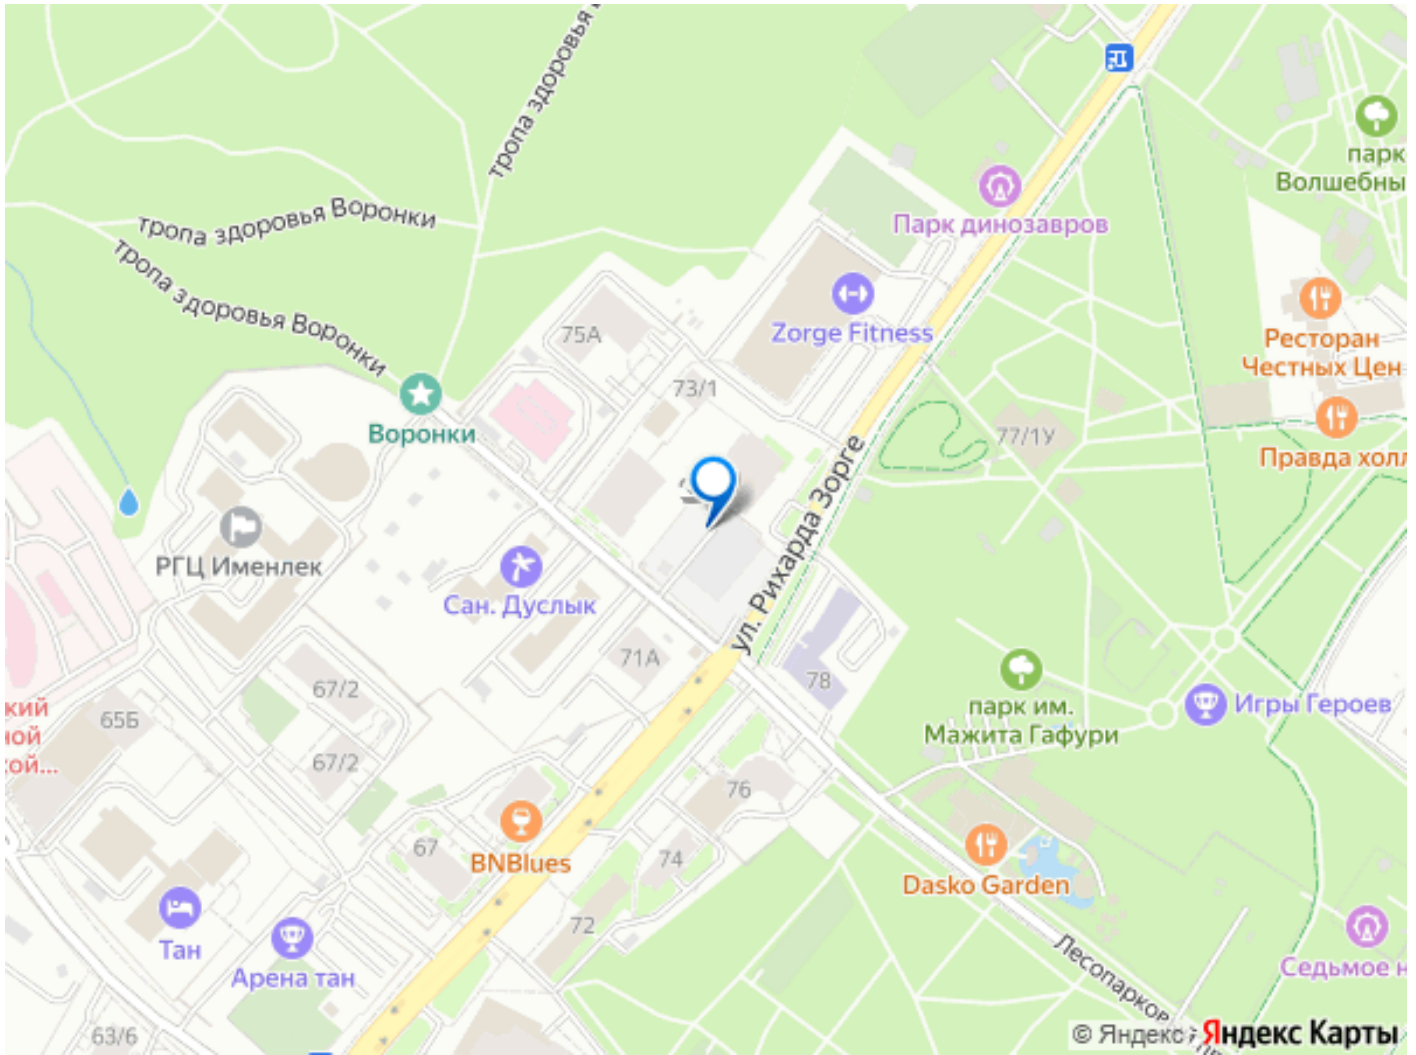 тропа здоровья В
парк
Волшебны
Парк динозавров
тропа здоровья Воронки
тропа здоровья Воронки
75А
Zorge Fitness
Ресторан
Честных Цен
73/1
Воронки
77/1У
Правда холл
ул. Рихарда Зорге
РГЦ Именлек
Сан. Дуслык
71А
78
67/2
парк им.
Мажита Гафури
Игры Героев
кий
ной
кой...
65Б
67/2
76
67
BNBlues
74
Dasko Garden
72
Тан
Арена тан
Лесопарков
Седьмое н
63/6
© Яндекс
Яндекс Карты